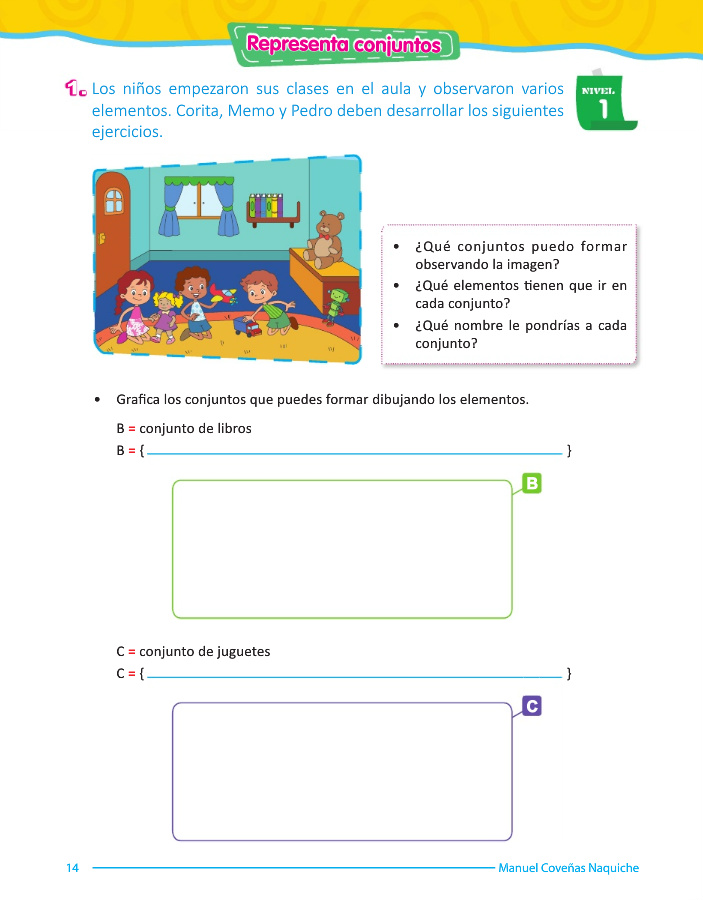 Representa conjuntos
1. Los niños empezaron sus clases en el aula y observaron varios
elementos. Corita, Memo y Pedro deben desarrollar los siguientes
ejercicios.
NIVEL
1
• ¿Qué conjuntos puedo formar
observando la imagen?
• ¿Qué elementos tienen que ir en
cada conjunto?
• ¿Qué nombre le pondrías a cada
conjunto?
• Grafica los conjuntos que puedes formar dibujando los elementos.
B = conjunto de libros
B = { }
B
C = conjunto de juguetes
C = { }
C
14
Manuel Coveñas Naquiche